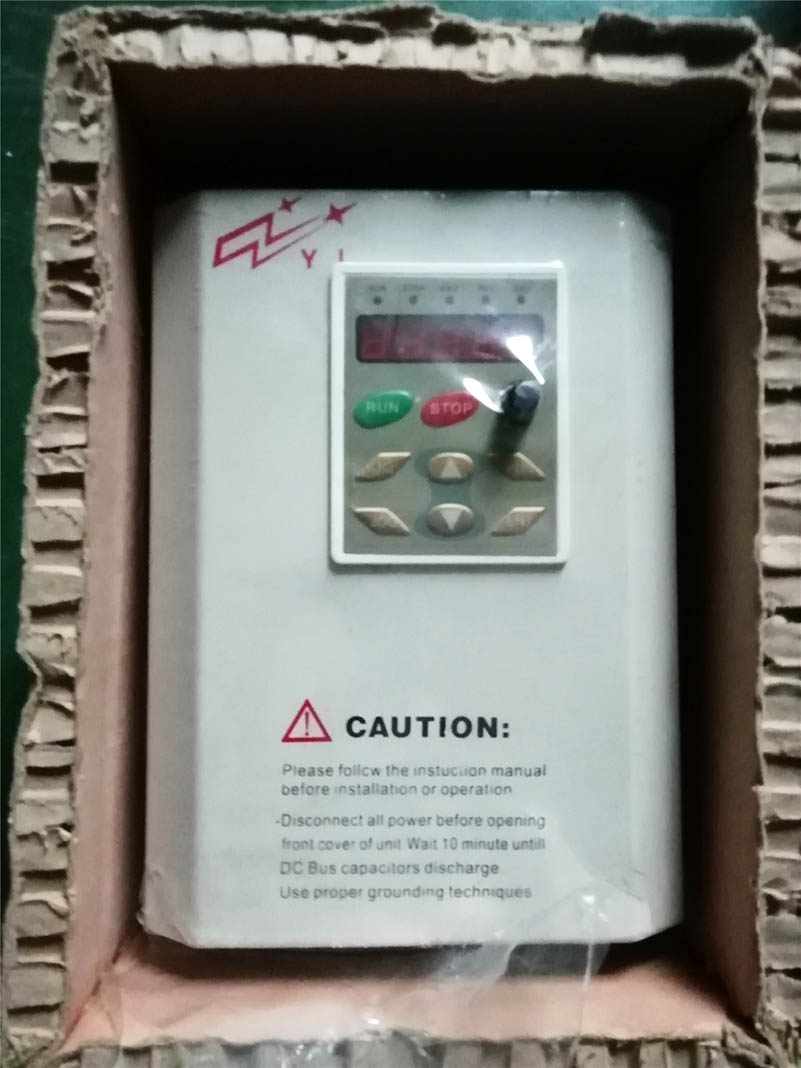 Y I
RUN STOP
CAUTION:
Please follow the instuction manual
before installation or operation
-Disconnect all power before opening
front cover of unit Wait 10 minute untill
DC Bus capacitors discharge
Use proper grounding techniques